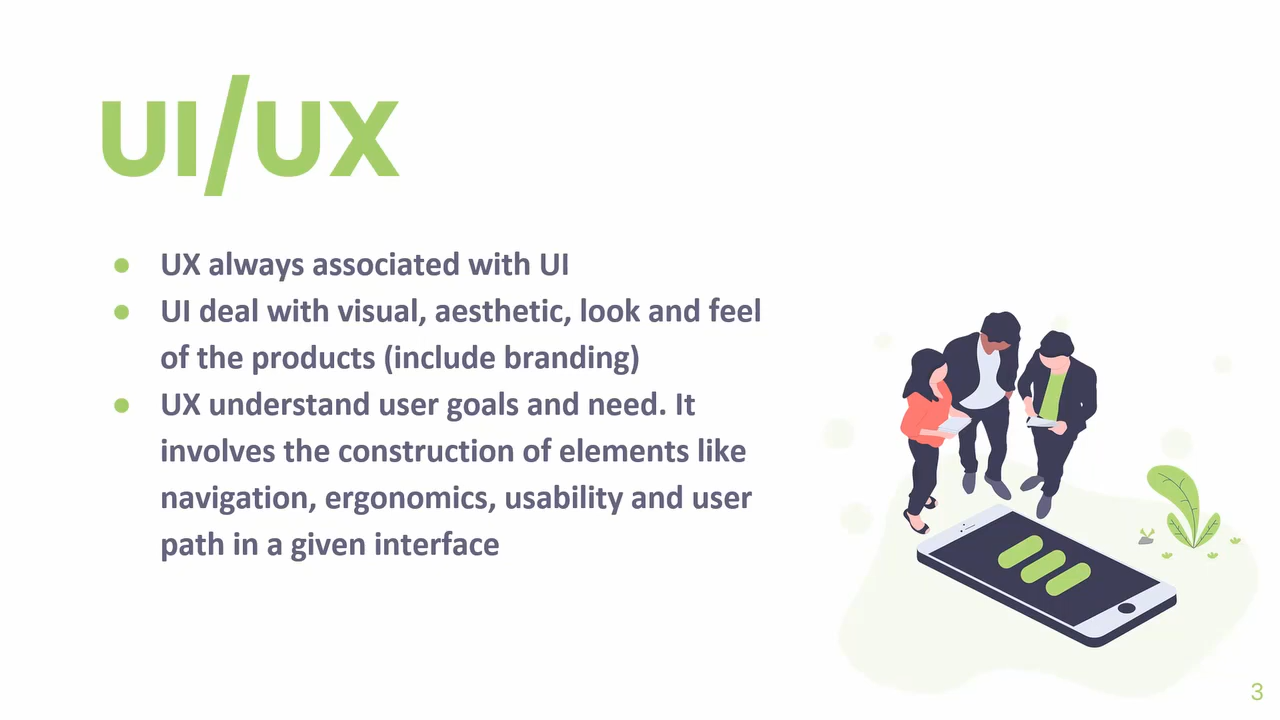 UI/UX
● UX always associated with UI
● UI deal with visual, aesthetic, look and feel
of the products (include branding)
● UX understand user goals and need. It
involves the construction of elements like
navigation, ergonomics, usability and user
path in a given interface
3